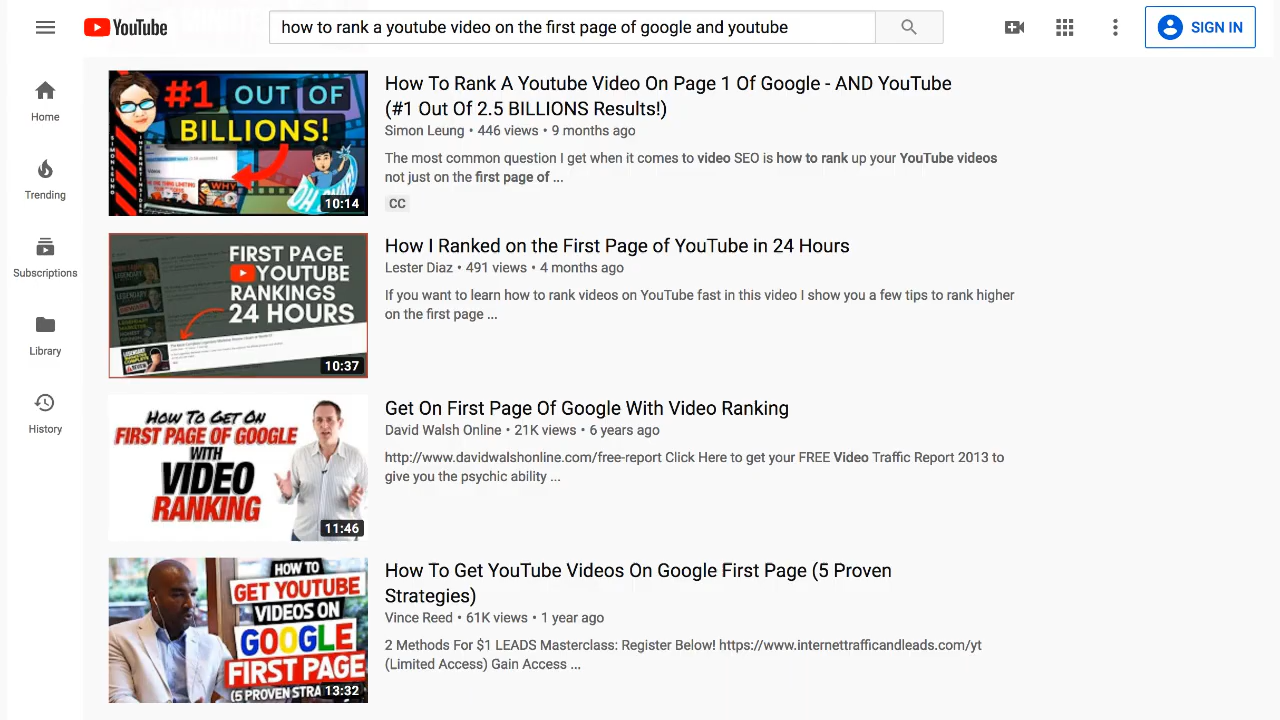 YouTube
how to rank a youtube video on the first page of google and youtube
SIGN IN
Home
Trending
Subscriptions
Library
History
#1 OUT OF
BILLIONS!
SIMON LEUNG
INTERNET INSIDER
WHY
OH SNAP!
10:14
How To Rank A Youtube Video On Page 1 Of Google - AND YouTube
(#1 Out Of 2.5 BILLIONS Results!)
Simon Leung • 446 views • 9 months ago
The most common question I get when it comes to video SEO is how to rank up your YouTube videos
not just on the first page of ...
CC
FIRST PAGE
YOUTUBE
RANKINGS
24 HOURS
10:37
How I Ranked on the First Page of YouTube in 24 Hours
Lester Diaz • 491 views • 4 months ago
If you want to learn how to rank videos on YouTube fast in this video I show you a few tips to rank higher
on the first page ...
HOW TO GET ON
FIRST PAGE OF GOOGLE
WITH
VIDEO
RANKING
11:46
Get On First Page Of Google With Video Ranking
David Walsh Online • 21K views • 6 years ago
http://www.davidwalshonline.com/free-report Click Here to get your FREE Video Traffic Report 2013 to
give you the psychic ability ...
HOW TO
GET YOUTUBE
VIDEOS ON
GOOGLE
FIRST PAGE
(5 PROVEN STRA
13:32
How To Get YouTube Videos On Google First Page (5 Proven
Strategies)
Vince Reed • 61K views • 1 year ago
2 Methods For $1 LEADS Masterclass: Register Below! https://www.internettrafficandleads.com/yt
(Limited Access) Gain Access ...